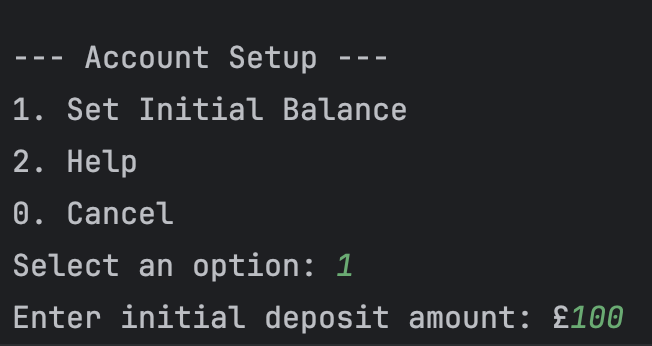 --- Account Setup ---
1. Set Initial Balance
2. Help
0. Cancel
Select an option: 1
Enter initial deposit amount: £100